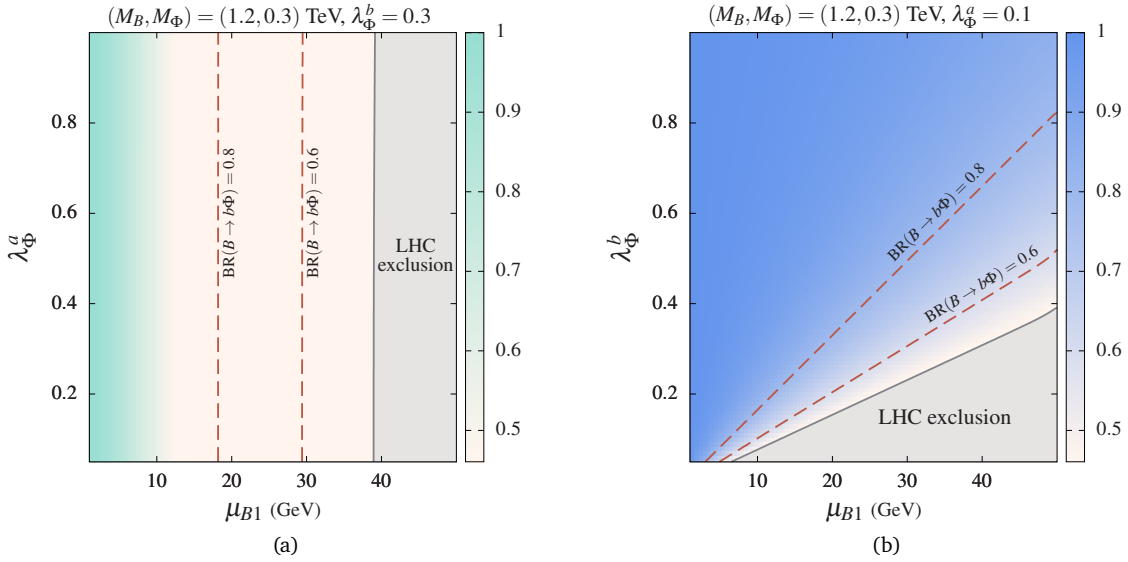 (M_B, M_Φ) = (1.2, 0.3) TeV, λ_Φ^b = 0.3
1
0.9
0.8
0.7
0.6
0.5
0.8
0.6
0.4
0.2
λ_Φ^a
BR(B → bΦ) = 0.8
BR(B → bΦ) = 0.6
LHC
exclusion
10
20
30
40
μ_B1 (GeV)
(a)
(M_B, M_Φ) = (1.2, 0.3) TeV, λ_Φ^a = 0.1
1
0.9
0.8
0.7
0.6
0.5
0.8
0.6
0.4
0.2
λ_Φ^b
BR(B → bΦ) = 0.8
BR(B → bΦ) = 0.6
LHC exclusion
10
20
30
40
μ_B1 (GeV)
(b)